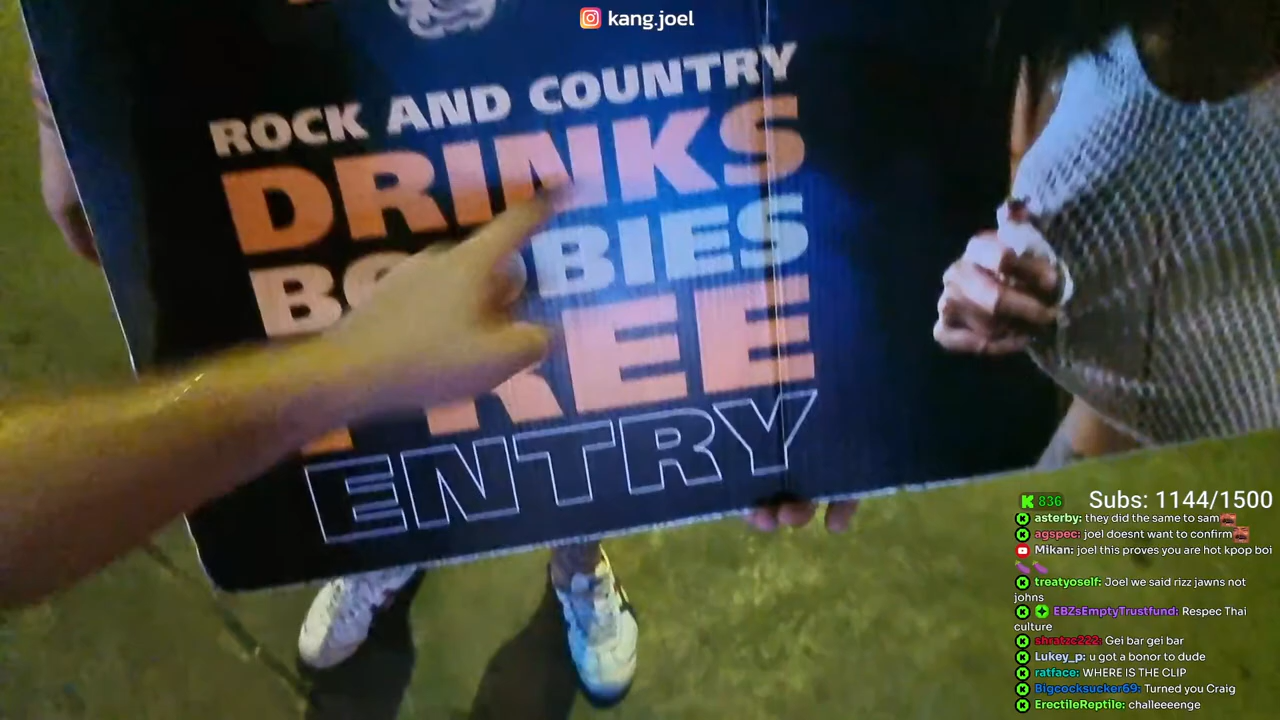 kang.joel
ROCK AND COUNTRY
DRINKS
BOOBIES
FREE
ENTRY
K 836 Subs: 1144/1500
asterby: they did the same to sam
agspec: joel doesnt want to confirm
Mikan: joel this proves you are hot kpop boi
treatyoself: Joel we said rizz jawns not
johns
EBZsEmptyTrustfund: Respec Thai
culture
shratzc222: Gei bar gei bar
Lukey_p: u got a bonor to dude
ratface: WHERE IS THE CLIP
Bigcocksucker69: Turned you Craig
ErectileReptile: challeeeenge